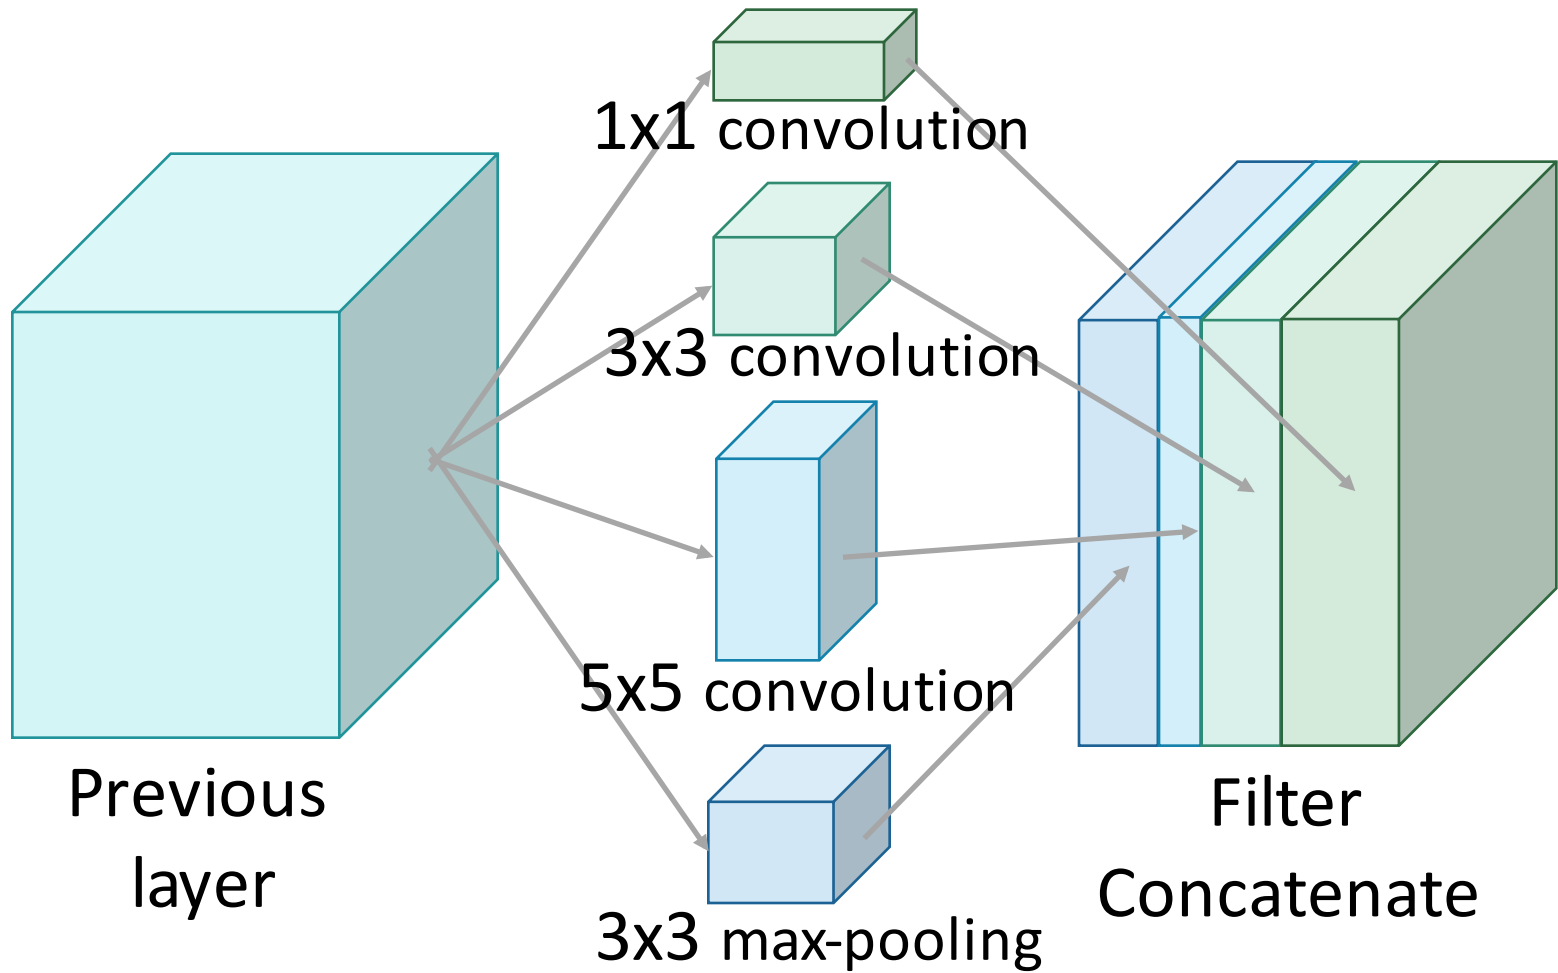 1x1 convolution
3x3 convolution
5x5 convolution
3x3 max-pooling
Previous
layer
Filter
Concatenate